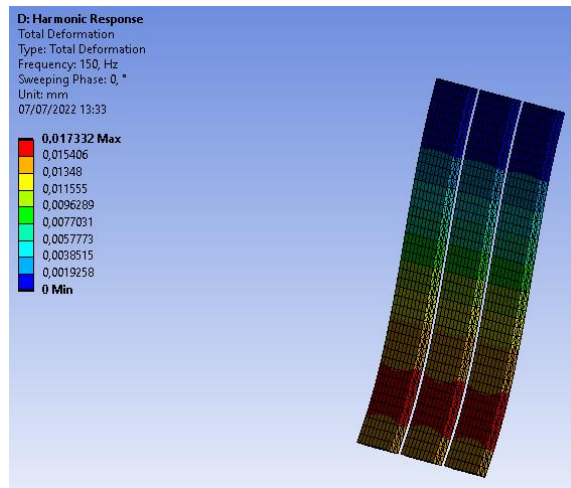 D: Harmonic Response
Total Deformation
Type: Total Deformation
Frequency: 150, Hz
Sweeping Phase: 0, °
Unit: mm
07/07/2022 13:33
0,017332 Max
0,015406
0,01348
0,011555
0,0096289
0,0077031
0,0057773
0,0038515
0,0019258
0 Min